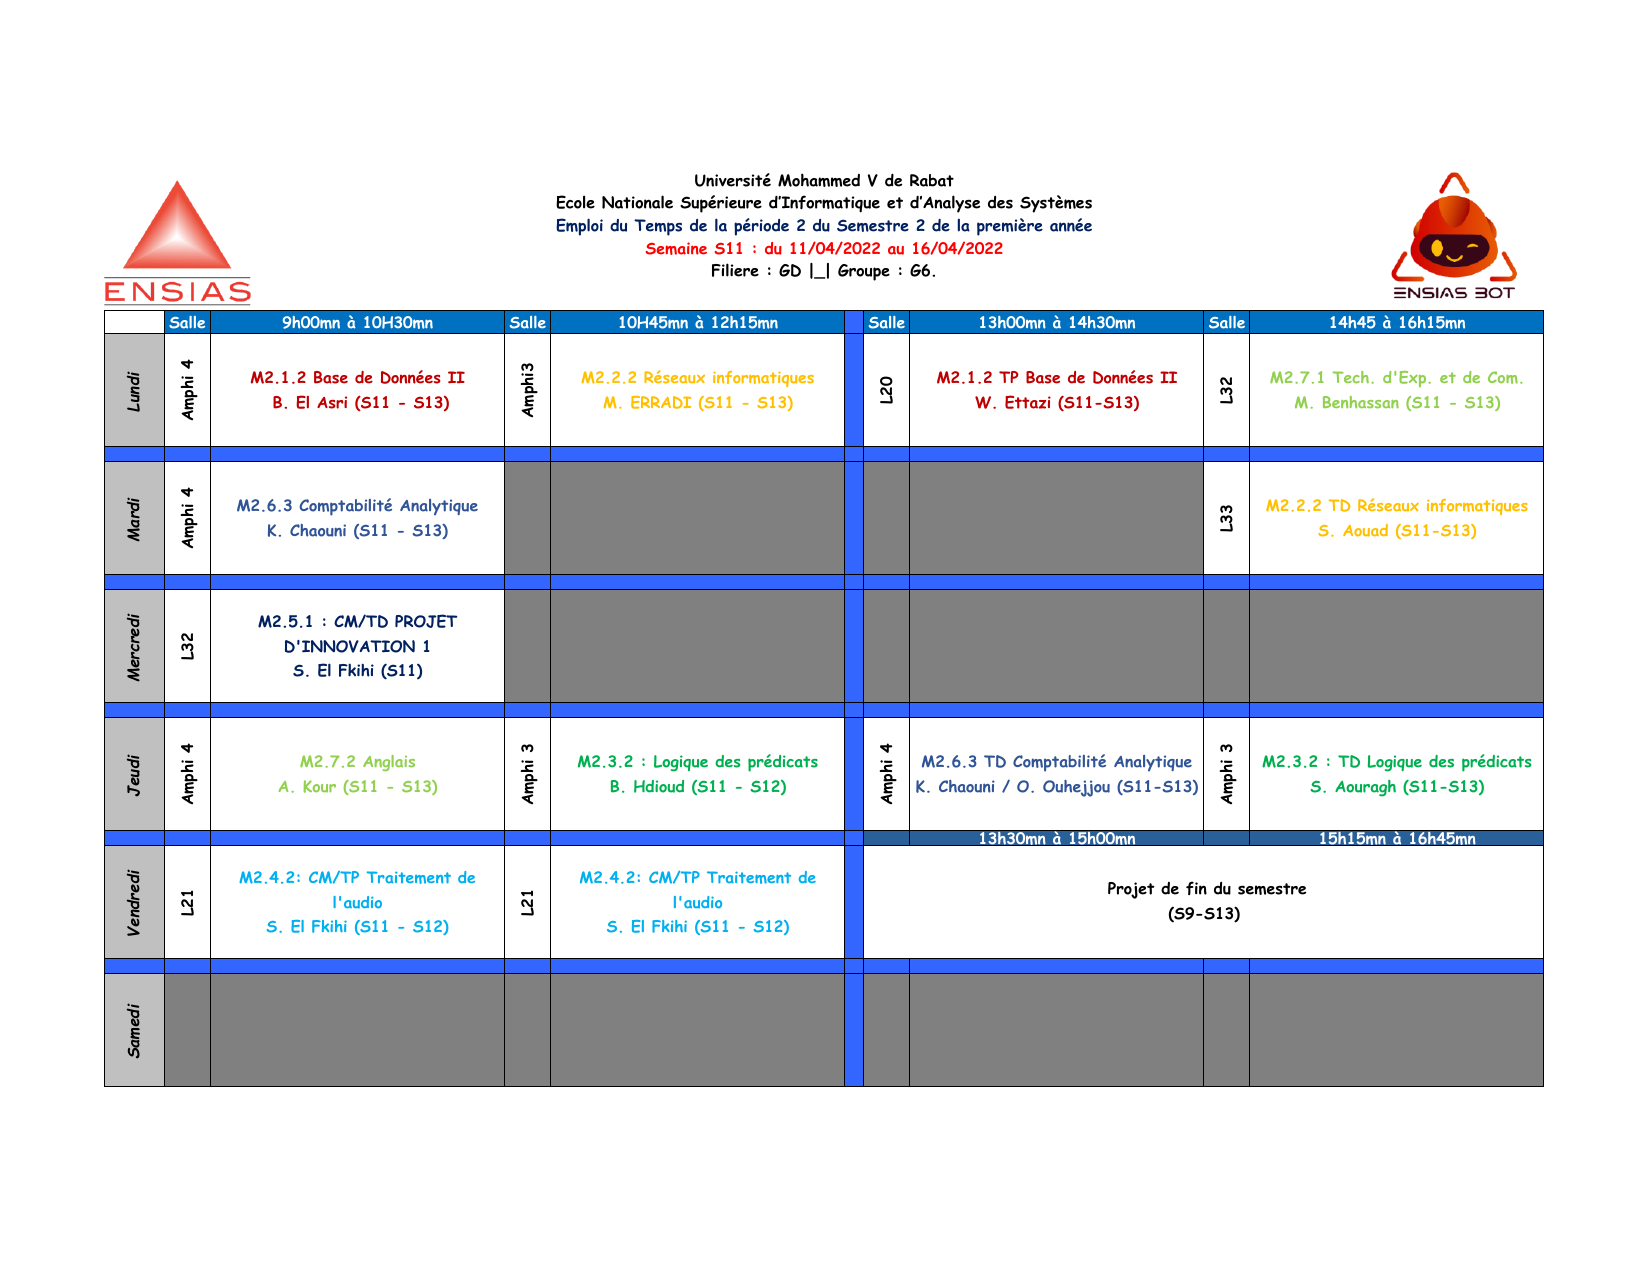 Université Mohammed V de Rabat
Ecole Nationale Supérieure d’Informatique et d’Analyse des Systèmes
Emploi du Temps de la période 2 du Semestre 2 de la première année
Semaine S11 : du 11/04/2022 au 16/04/2022
Filiere : GD |_| Groupe : G6.
ENSIAS
ENSIAS BOT
Salle 9h00mn à 10H30mn Salle 10H45mn à 12h15mn Salle 13h00mn à 14h30mn Salle 14h45 à 16h15mn
Lundi
Amphi 4
M2.1.2 Base de Données II
B. El Asri (S11 - S13)
Amphi3
M2.2.2 Réseaux informatiques
M. ERRADI (S11 - S13)
L20
M2.1.2 TP Base de Données II
W. Ettazi (S11-S13)
L32
M2.7.1 Tech. d'Exp. et de Com.
M. Benhassan (S11 - S13)
Mardi
Amphi 4
M2.6.3 Comptabilité Analytique
K. Chaouni (S11 - S13)
L33
M2.2.2 TD Réseaux informatiques
S. Aouad (S11-S13)
Mercredi
L32
M2.5.1 : CM/TD PROJET
D'INNOVATION 1
S. El Fkihi (S11)
Jeudi
Amphi 4
M2.7.2 Anglais
A. Kour (S11 - S13)
Amphi 3
M2.3.2 : Logique des prédicats
B. Hdioud (S11 - S12)
Amphi 4
M2.6.3 TD Comptabilité Analytique
K. Chaouni / O. Ouhejjou (S11-S13)
Amphi 3
M2.3.2 : TD Logique des prédicats
S. Aouragh (S11-S13)
13h30mn à 15h00mn 15h15mn à 16h45mn
Vendredi
L21
M2.4.2: CM/TP Traitement de
l'audio
S. El Fkihi (S11 - S12)
L21
M2.4.2: CM/TP Traitement de
l'audio
S. El Fkihi (S11 - S12)
Projet de fin du semestre
(S9-S13)
Samedi